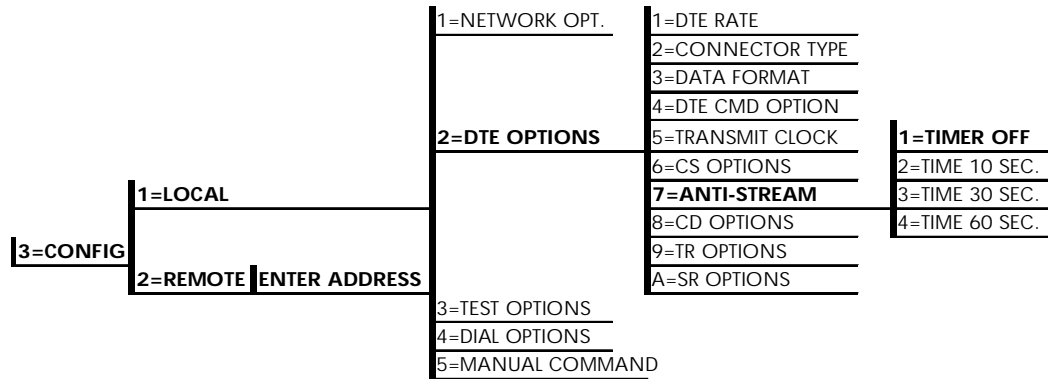 1=NETWORK OPT.
1=DTE RATE
2=CONNECTOR TYPE
3=DATA FORMAT
4=DTE CMD OPTION
2=DTE OPTIONS
5=TRANSMIT CLOCK
1=TIMER OFF
6=CS OPTIONS
2=TIME 10 SEC.
1=LOCAL
7=ANTI-STREAM
3=TIME 30 SEC.
8=CD OPTIONS
4=TIME 60 SEC.
3=CONFIG
9=TR OPTIONS
2=REMOTE
ENTER ADDRESS
A=SR OPTIONS
3=TEST OPTIONS
4=DIAL OPTIONS
5=MANUAL COMMAND